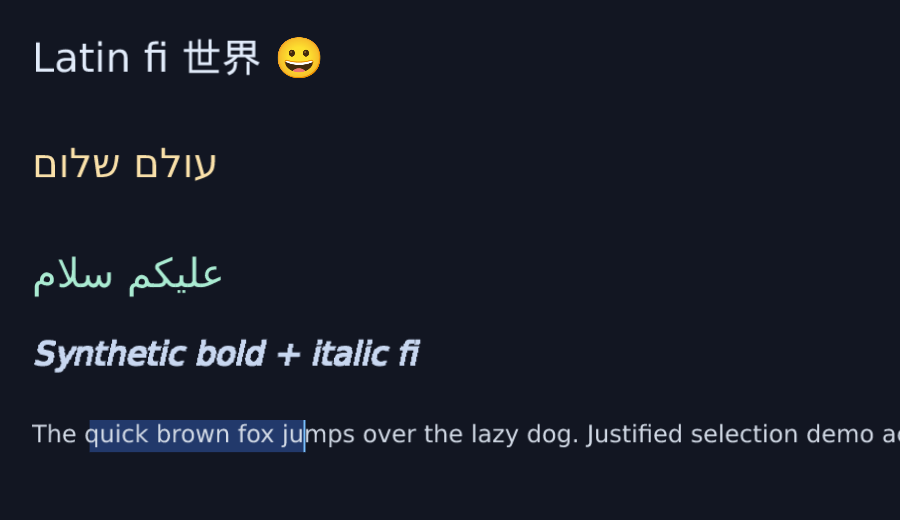 Latin fi 世界 😀
עולם שלום
عليكم سلام
Synthetic bold + italic fi
The quick brown fox jumps over the lazy dog. Justified selection demo